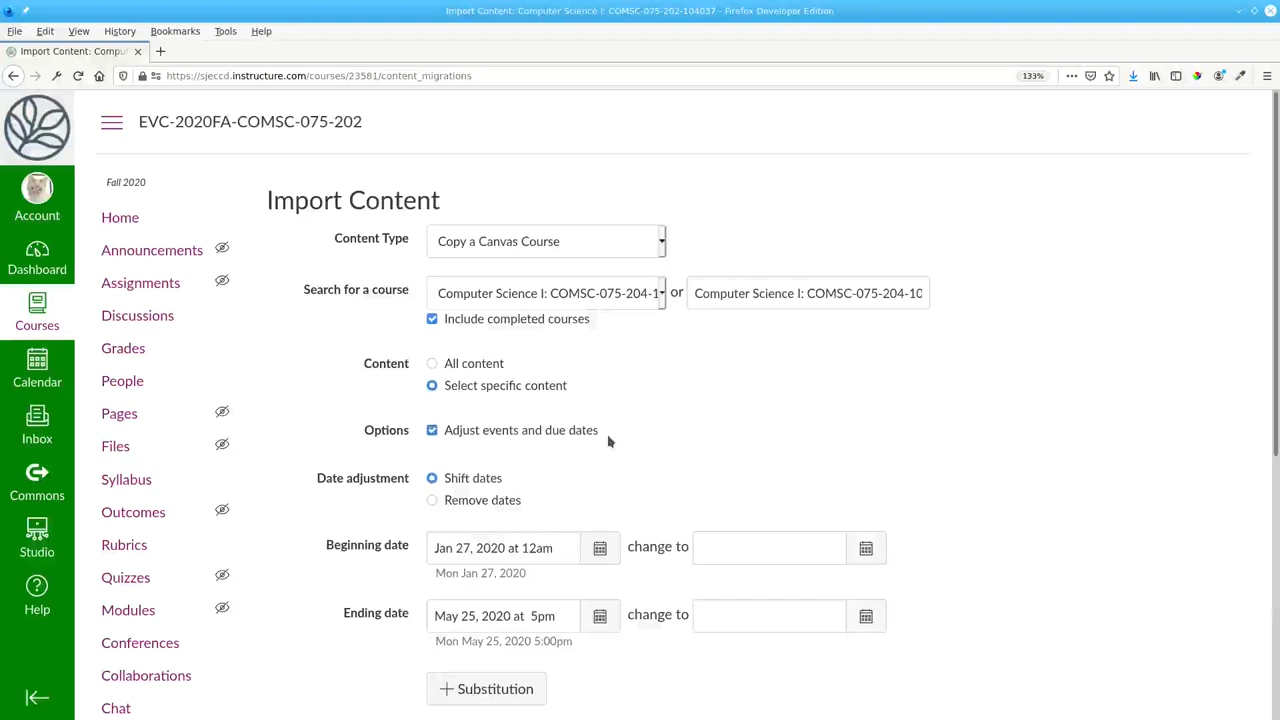 Import Content: Computer Science I: COMSC-075-202-104037 - Firefox Developer Edition
File Edit View History Bookmarks Tools Help
Import Content: Compu
https://sjeccd.instructure.com/courses/23581/content_migrations 133%
EVC-2020FA-COMSC-075-202
Account
Dashboard
Courses
Calendar
Inbox
Commons
Studio
Help
Fall 2020
Home
Announcements
Assignments
Discussions
Grades
People
Pages
Files
Syllabus
Outcomes
Rubrics
Quizzes
Modules
Conferences
Collaborations
Chat
Import Content
Content Type Copy a Canvas Course
Search for a course Computer Science I: COMSC-075-204-1 or Computer Science I: COMSC-075-204-10
Include completed courses
Content All content
Select specific content
Options Adjust events and due dates
Date adjustment Shift dates
Remove dates
Beginning date Jan 27, 2020 at 12am change to
Mon Jan 27, 2020
Ending date May 25, 2020 at 5pm change to
Mon May 25, 2020 5:00pm
+ Substitution